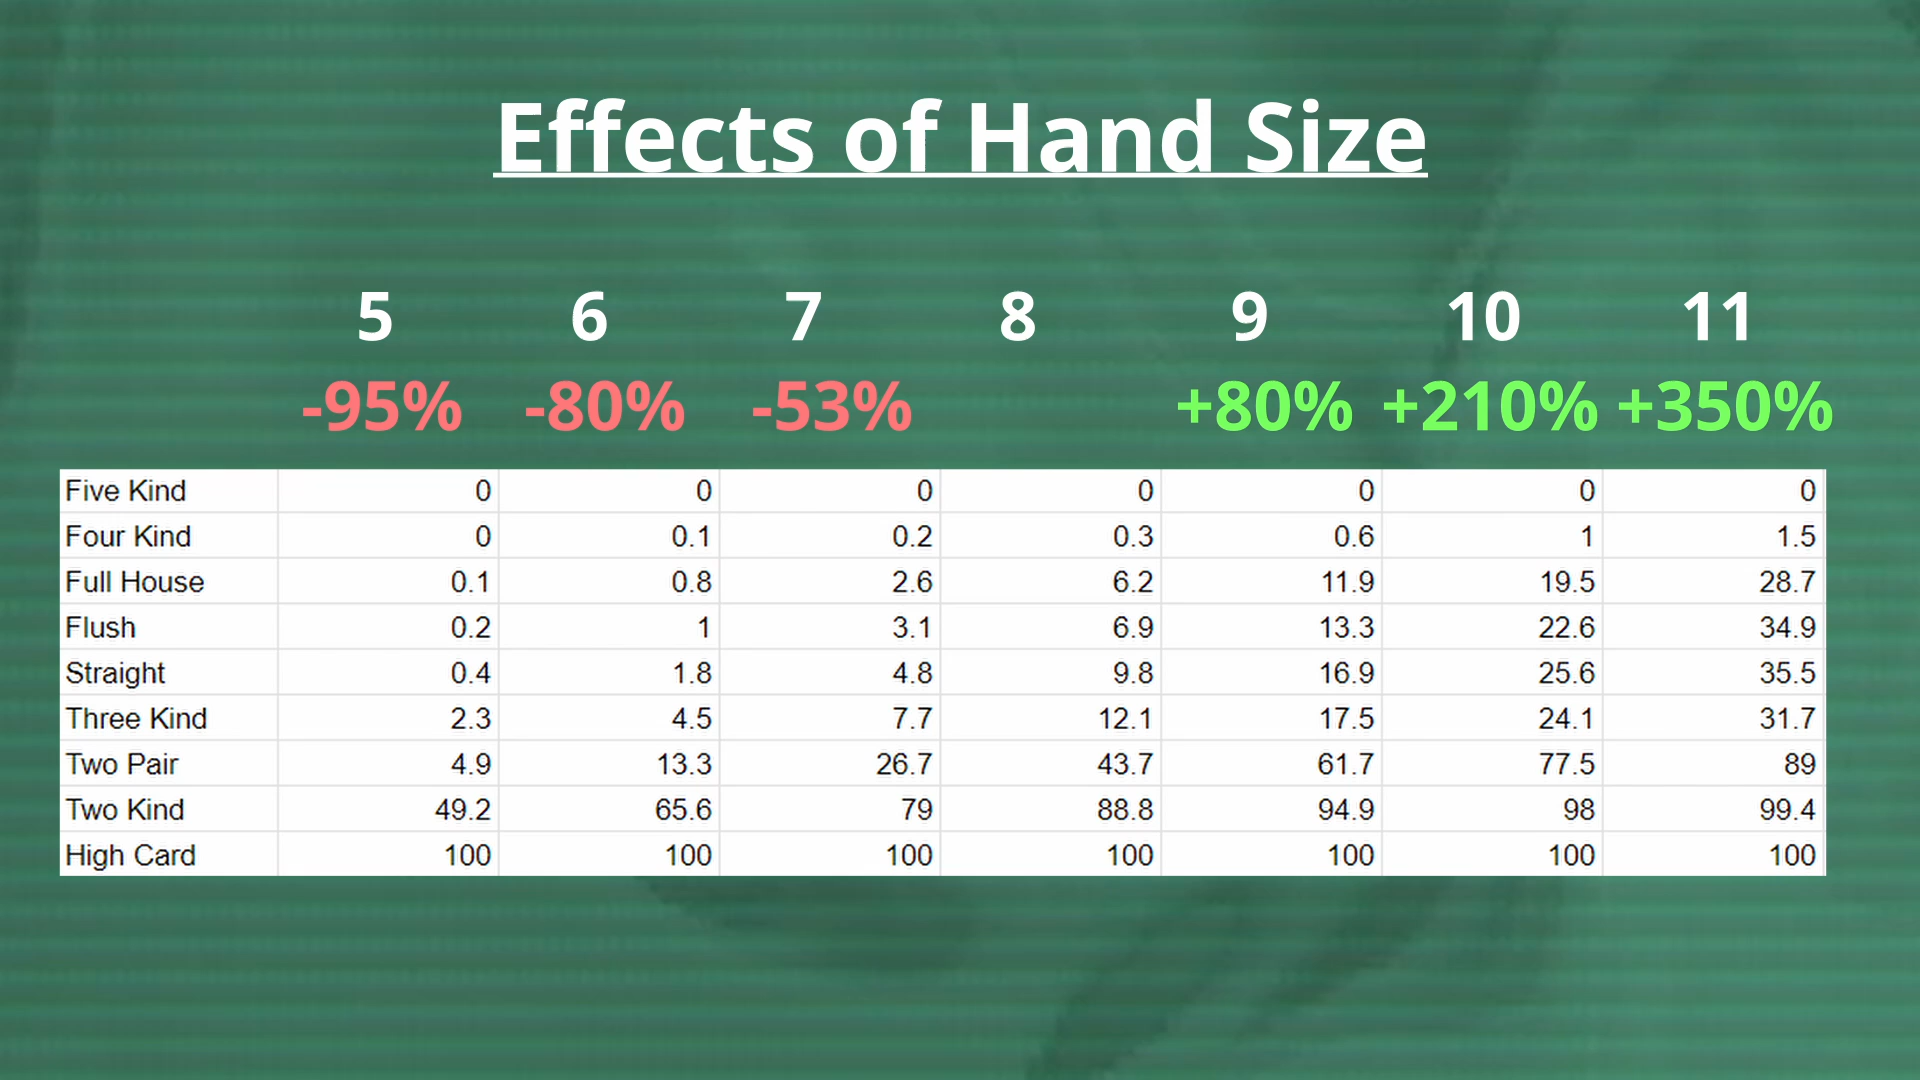 Effects of Hand Size
5 6 7 8 9 10 11
-95% -80% -53% +80% +210% +350%
Five Kind 0 0 0 0 0 0 0
Four Kind 0 0.1 0.2 0.3 0.6 1 1.5
Full House 0.1 0.8 2.6 6.2 11.9 19.5 28.7
Flush 0.2 1 3.1 6.9 13.3 22.6 34.9
Straight 0.4 1.8 4.8 9.8 16.9 25.6 35.5
Three Kind 2.3 4.5 7.7 12.1 17.5 24.1 31.7
Two Pair 4.9 13.3 26.7 43.7 61.7 77.5 89
Two Kind 49.2 65.6 79 88.8 94.9 98 99.4
High Card 100 100 100 100 100 100 100